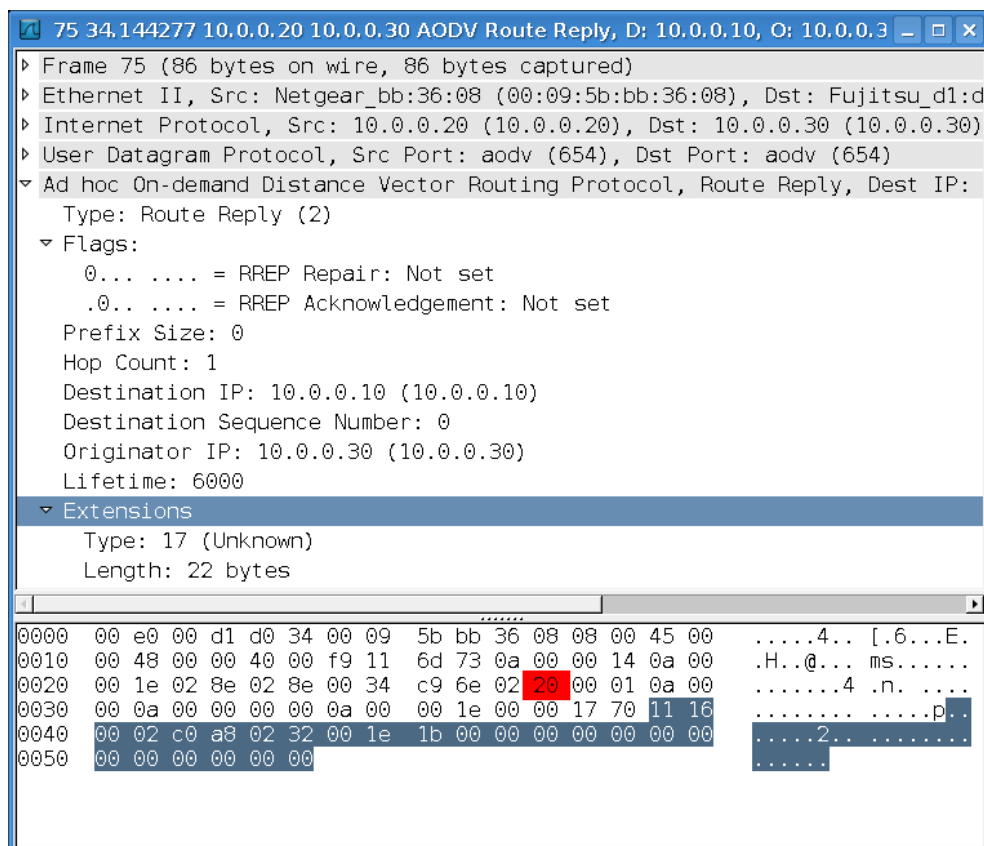 75 34.144277 10.0.0.20 10.0.0.30 AODV Route Reply, D: 10.0.0.10, O: 10.0.0.3
Frame 75 (86 bytes on wire, 86 bytes captured)
Ethernet II, Src: Netgear_bb:36:08 (00:09:5b:bb:36:08), Dst: Fujitsu_d1:d
Internet Protocol, Src: 10.0.0.20 (10.0.0.20), Dst: 10.0.0.30 (10.0.0.30)
User Datagram Protocol, Src Port: aodv (654), Dst Port: aodv (654)
Ad hoc On-demand Distance Vector Routing Protocol, Route Reply, Dest IP:
Type: Route Reply (2)
Flags:
0... .... = RREP Repair: Not set
.0.. .... = RREP Acknowledgement: Not set
Prefix Size: 0
Hop Count: 1
Destination IP: 10.0.0.10 (10.0.0.10)
Destination Sequence Number: 0
Originator IP: 10.0.0.30 (10.0.0.30)
Lifetime: 6000
Extensions
Type: 17 (Unknown)
Length: 22 bytes
0000 00 e0 00 d1 d0 34 00 09 5b bb 36 08 08 00 45 00 .....4.. [.6...E.
0010 00 48 00 00 40 00 f9 11 6d 73 0a 00 00 14 0a 00 .H..@... ms......
0020 00 1e 02 8e 02 8e 00 34 c9 6e 02 20 00 01 0a 00 .......4 .n. ....
0030 00 0a 00 00 00 00 0a 00 00 1e 00 00 17 70 11 16 ........ .....p..
0040 00 02 c0 a8 02 32 00 1e 1b 00 00 00 00 00 00 00 .....2.. ........
0050 00 00 00 00 00 00 ......